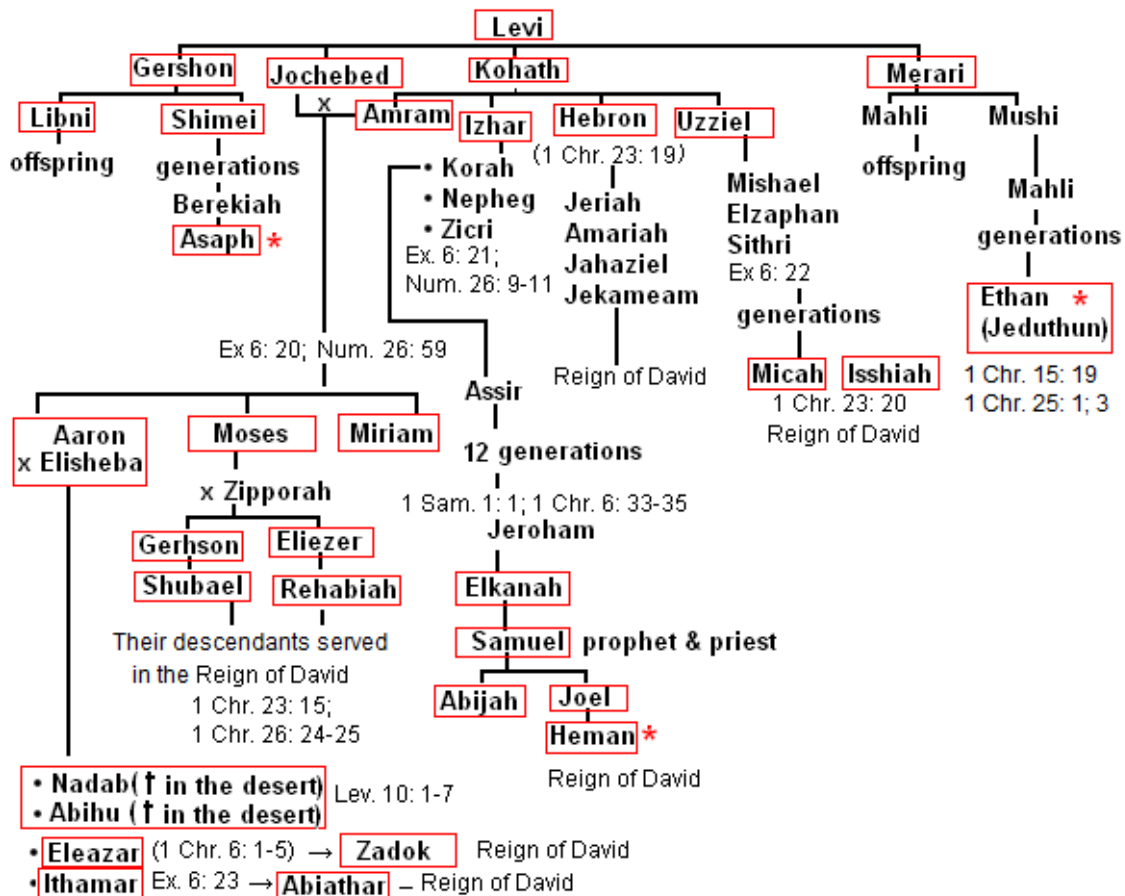 Levi
Gershon Jochebed Kohath Merari
x
Libni Shimei Amram Izhar Hebron Uzziel Mahli Mushi
offspring generations (1 Chr. 23: 19) offspring
Berekiah
Asaph *
• Korah
• Nepheg
• Zicri
Ex. 6: 21;
Num. 26: 9-11
Jeriah
Amariah
Jahaziel
Jekameam
Reign of David
Mishael
Elzaphan
Sithri
Ex 6: 22
generations
Micah Isshiah
1 Chr. 23: 20
Reign of David
Mahli
generations
Ethan *
(Jeduthun)
1 Chr. 15: 19
1 Chr. 25: 1; 3
Ex 6: 20; Num. 26: 59
Aaron
x Elisheba
Moses
Miriam
x Zipporah
Gerhson Eliezer
Shubael Rehabiah
Their descendants served
in the Reign of David
1 Chr. 23: 15;
1 Chr. 26: 24-25
Assir
12 generations
1 Sam. 1: 1; 1 Chr. 6: 33-35
Jeroham
Elkanah
Samuel prophet & priest
Abijah Joel
Heman *
Reign of David
• Nadab († in the desert)
• Abihu († in the desert)
Lev. 10: 1-7
• Eleazar (1 Chr. 6: 1-5) → Zadok Reign of David
• Ithamar Ex. 6: 23 → Abiathar – Reign of David